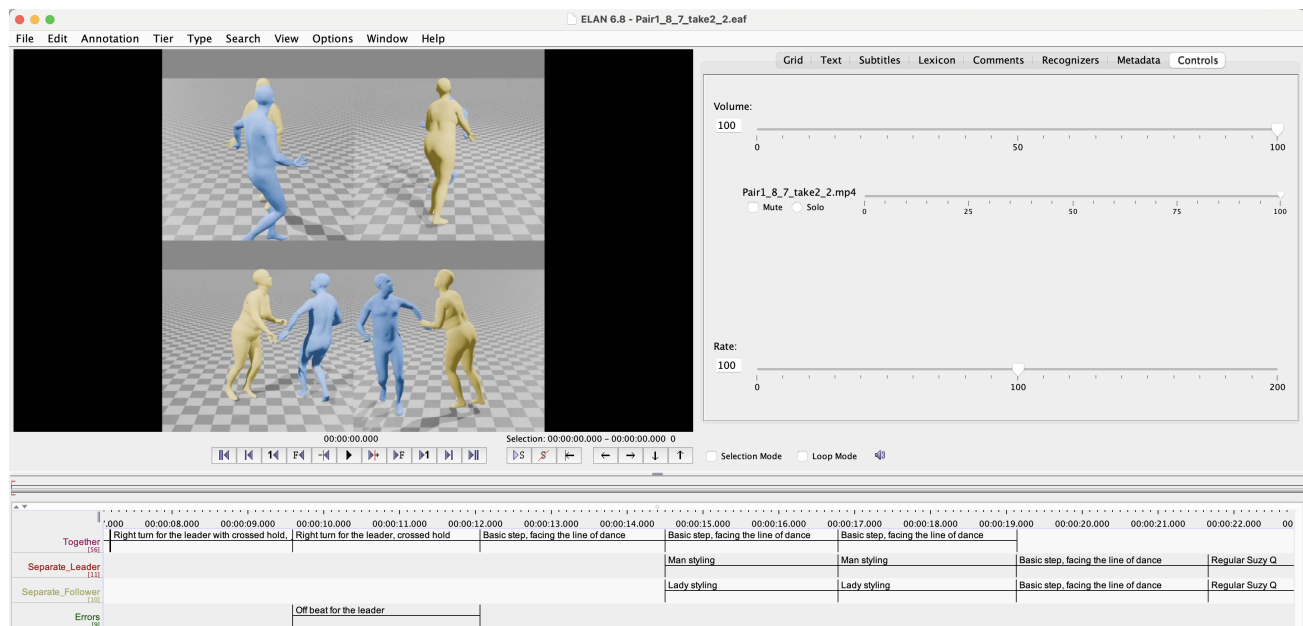 ELAN 6.8 - Pair1_8_7_take2_2.eaf
File Edit Annotation Tier Type Search View Options Window Help
Grid Text Subtitles Lexicon Comments Recognizers Metadata Controls
Volume:
100
0 50 100
Pair1_8_7_take2_2.mp4
Mute Solo
0 25 50 75 100
Rate:
100
0 100 200
00:00:00.000 Selection: 00:00:00.000 - 00:00:00.000 0
1 F F 1 S S Selection Mode Loop Mode
.000 00:00:08.000 00:00:09.000 00:00:10.000 00:00:11.000 00:00:12.000 00:00:13.000 00:00:14.000 00:00:15.000 00:00:16.000 00:00:17.000 00:00:18.000 00:00:19.000 00:00:20.000 00:00:21.000 00:00:22.000 00
Together Right turn for the leader with crossed hold, Right turn for the leader, crossed hold Basic step, facing the line of dance Basic step, facing the line of dance Basic step, facing the line of dance
[56]
Separate_Leader Man styling Man styling Basic step, facing the line of dance Regular Suzy Q
[11]
Separate_Follower Lady styling Lady styling Basic step, facing the line of dance Regular Suzy Q
[10]
Errors Off beat for the leader
[9]